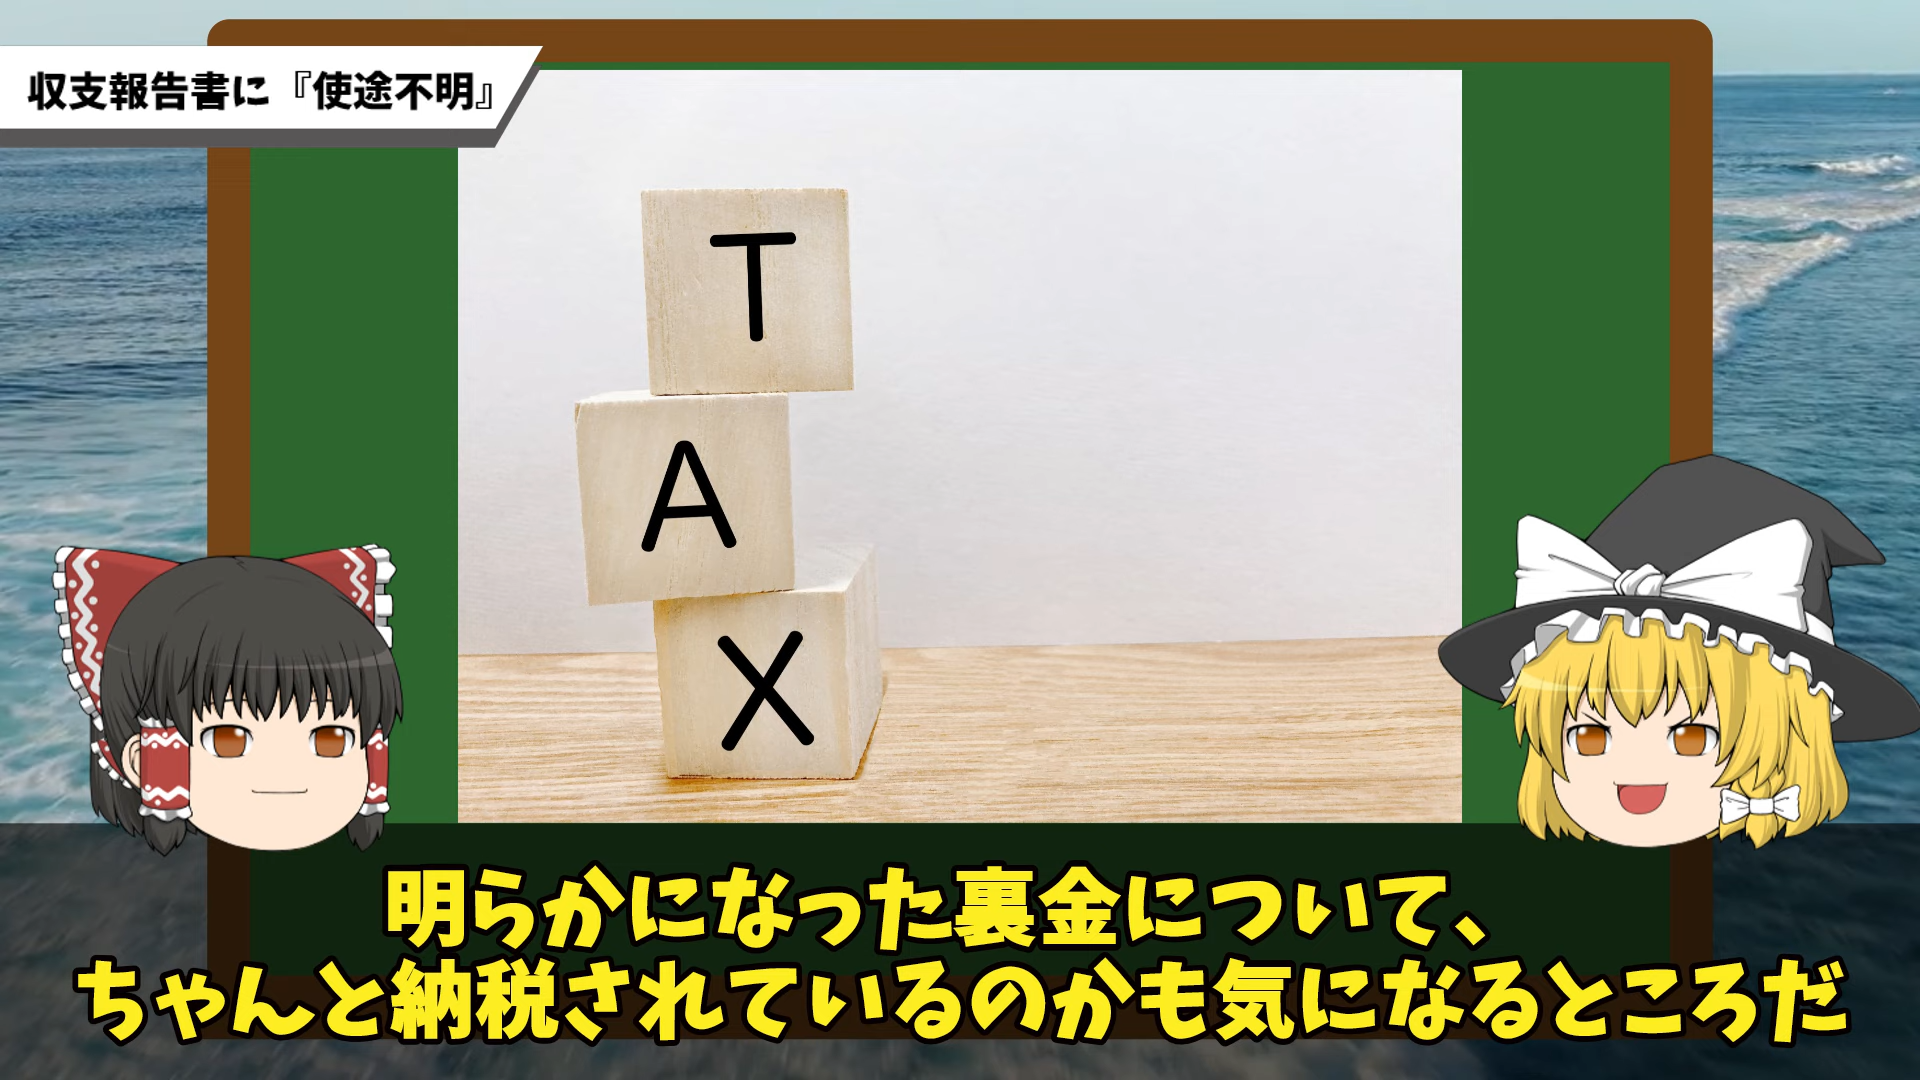 収支報告書に『使途不明』
T
A
X
明らかになった裏金について、
ちゃんと納税されているのかも気になるところだ